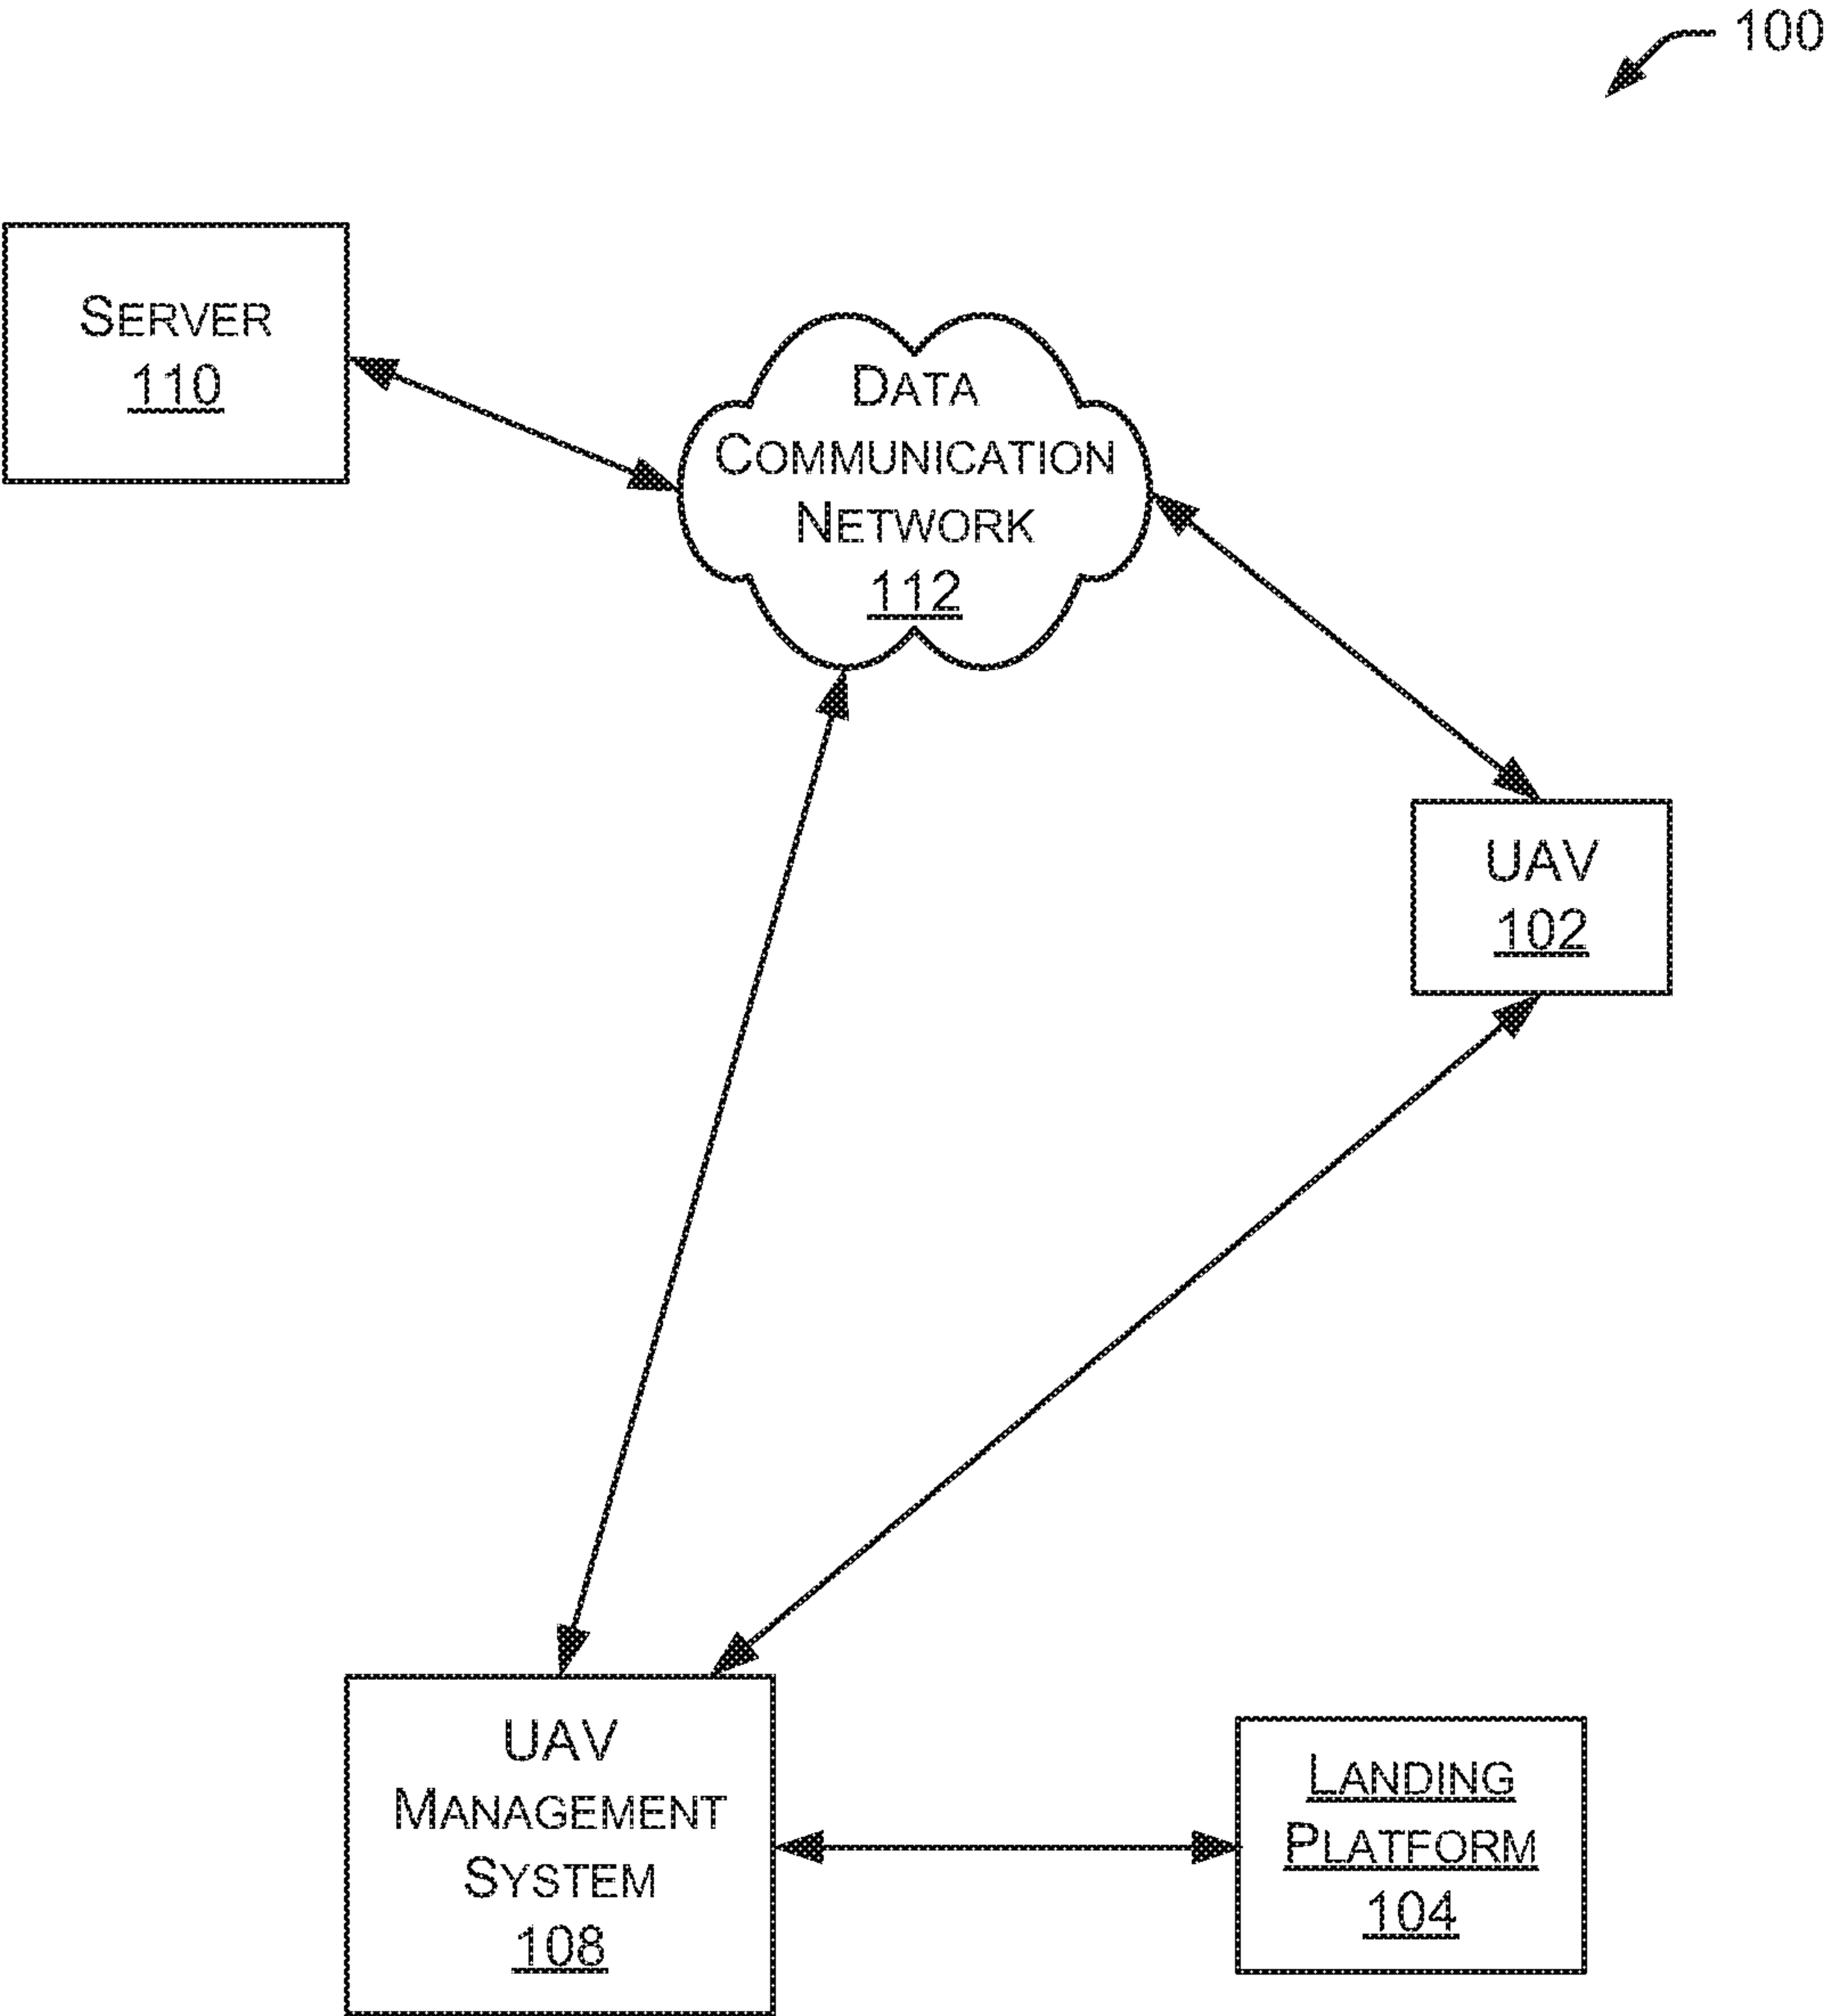 100
SERVER
110
DATA
COMMUNICATION
NETWORK
112
UAV
102
UAV
MANAGEMENT
SYSTEM
108
LANDING
PLATFORM
104